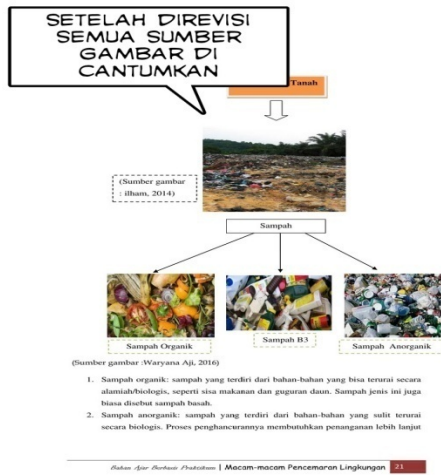 SETELAH DIREVISI
SEMUA SUMBER
GAMBAR DI
CANTUMKAN
Tanah
(Sumber gambar
: ilham, 2014)
Sampah
Sampah Organik
Sampah B3
Sampah Anorganik
(Sumber gambar :Waryana Aji, 2016)
1. Sampah organik: sampah yang terdiri dari bahan-bahan yang bisa terurai secara
alamiah/biologis, seperti sisa makanan dan guguran daun. Sampah jenis ini juga
biasa disebut sampah basah.
2. Sampah anorganik: sampah yang terdiri dari bahan-bahan yang sulit terurai
secara biologis. Proses penghancurannya membutuhkan penanganan lebih lanjut
Bahan Ajar Berbasis Praktikum | Macam-macam Pencemaran Lingkungan 21